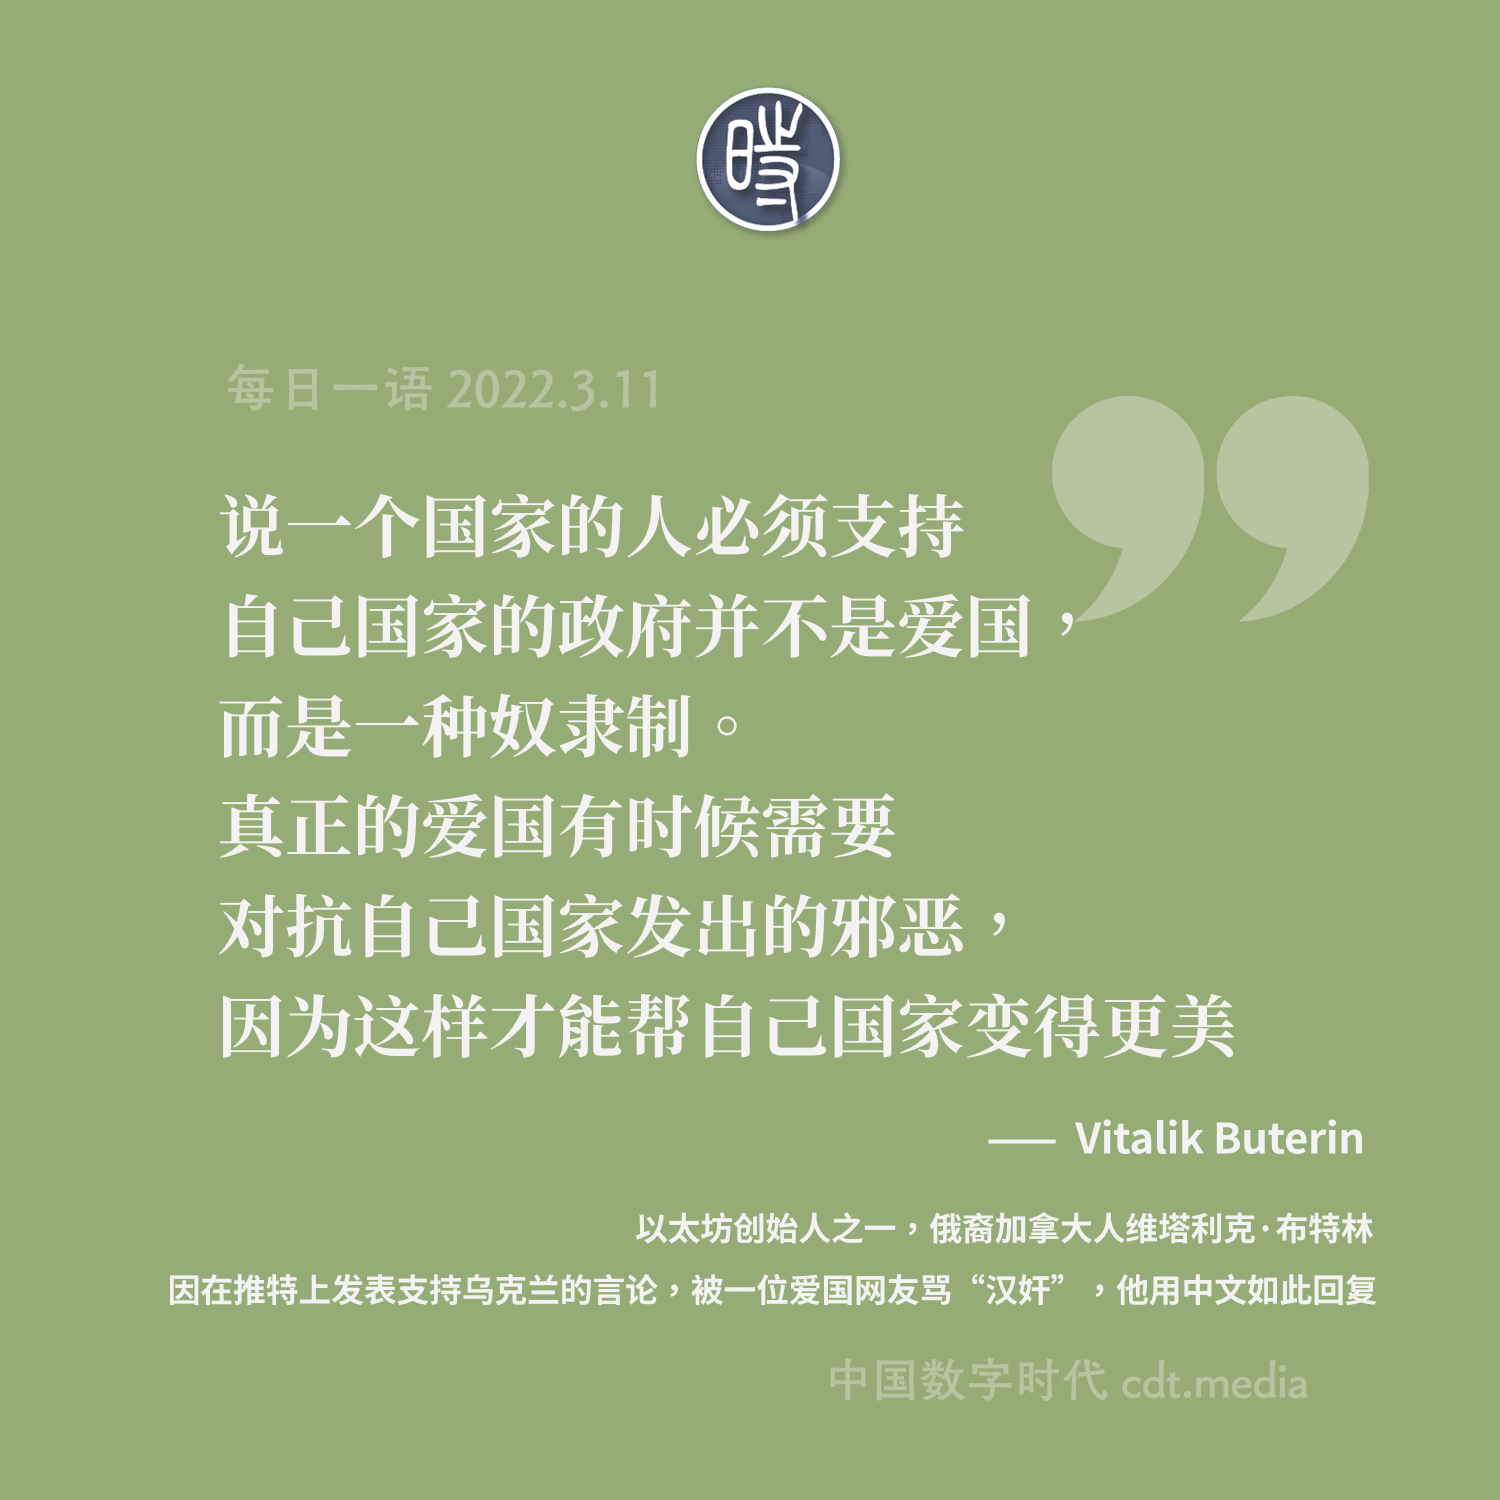 時
每日一语 2022.3.11
说一个国家的人必须支持
自己国家的政府并不是爱国，
而是一种奴隶制。
真正的爱国有时候需要
对抗自己国家发出的邪恶，
因为这样才能帮自己国家变得更美
—— Vitalik Buterin
以太坊创始人之一，俄裔加拿大人维塔利克·布特林
因在推特上发表支持乌克兰的言论，被一位爱国网友骂“汉奸”，他用中文如此回复
中国数字时代 cdt.media